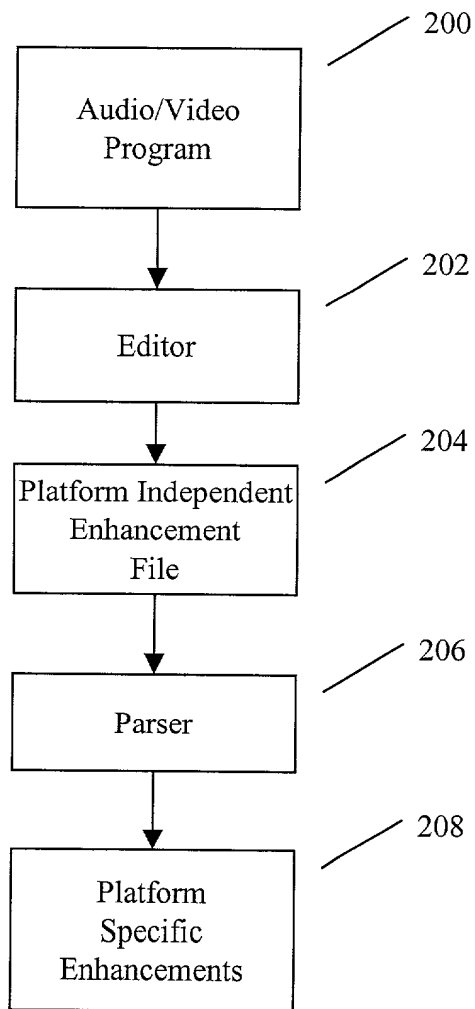 200
Audio/Video
Program
202
Editor
204
Platform Independent
Enhancement
File
206
Parser
208
Platform
Specific
Enhancements